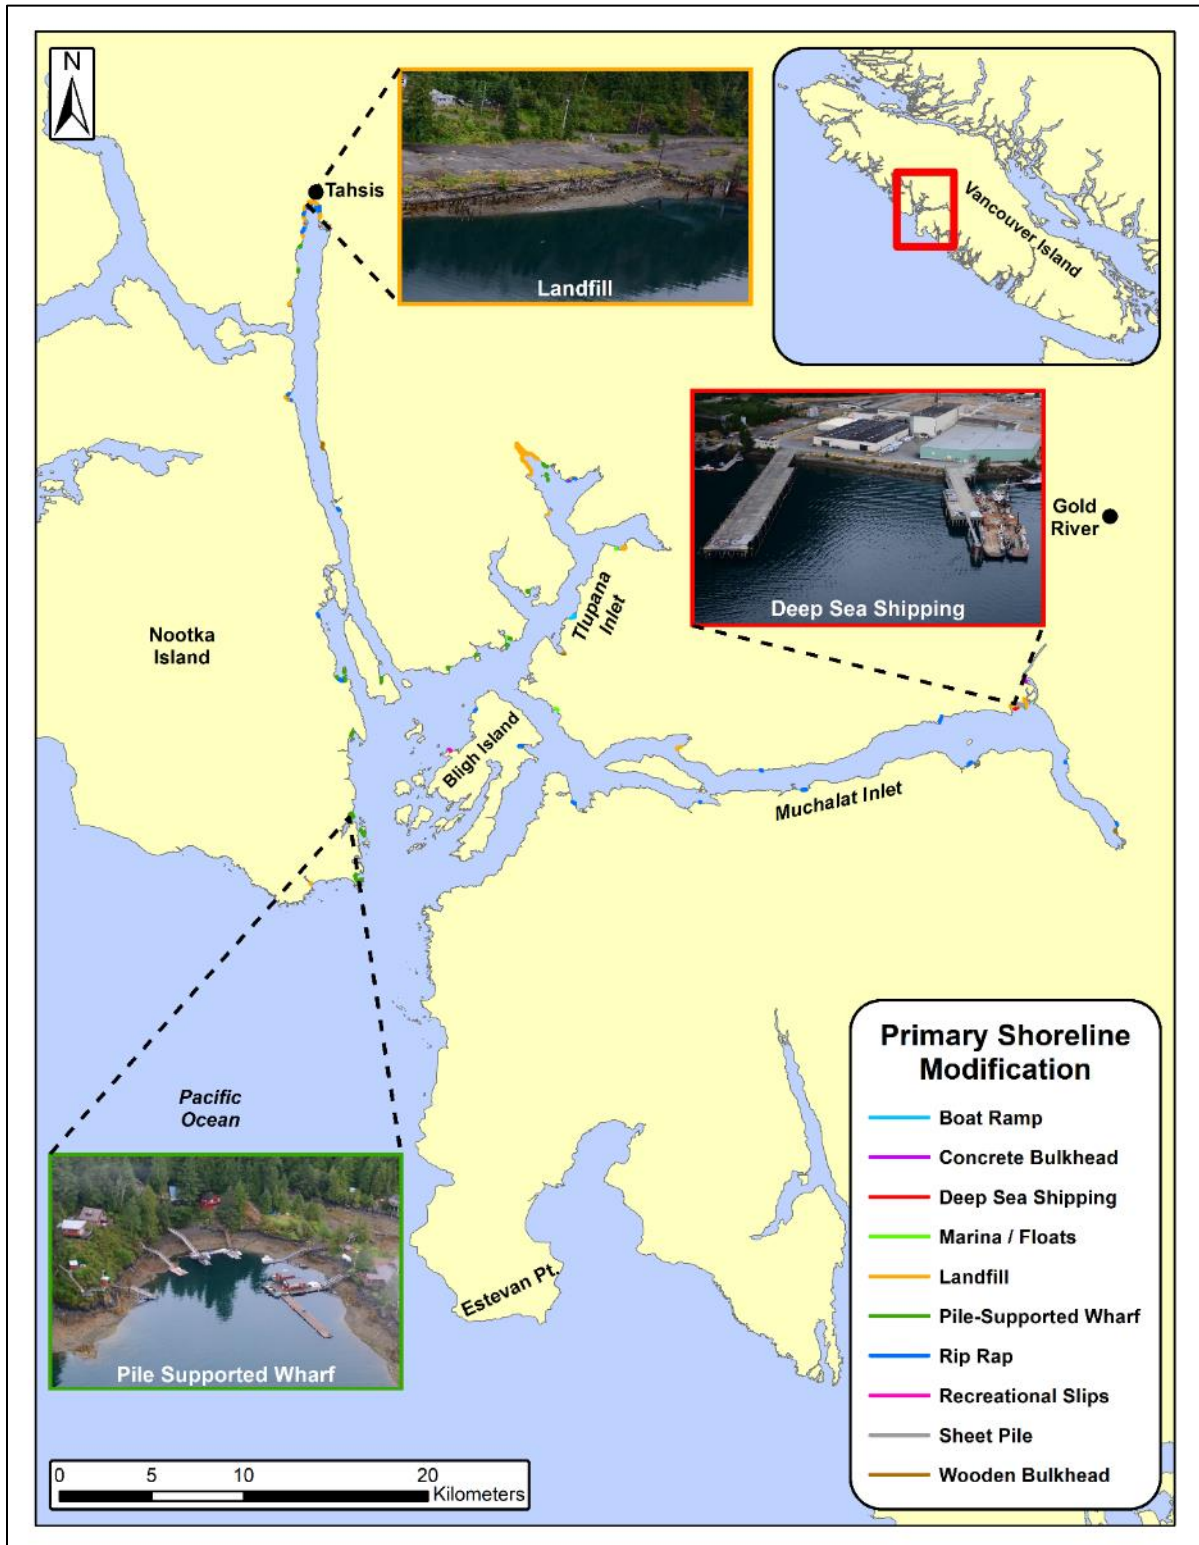 N
Tahsis
Landfill
Vancouver Island
Gold
River
Deep Sea Shipping
Nootka
Island
Tlupana
Inlet
Bligh Island
Muchalat Inlet
Pacific
Ocean
Estevan Pt.
Pile Supported Wharf
Primary Shoreline
Modification
Boat Ramp
Concrete Bulkhead
Deep Sea Shipping
Marina / Floats
Landfill
Pile-Supported Wharf
Rip Rap
Recreational Slips
Sheet Pile
Wooden Bulkhead
0 5 10 20
Kilometers